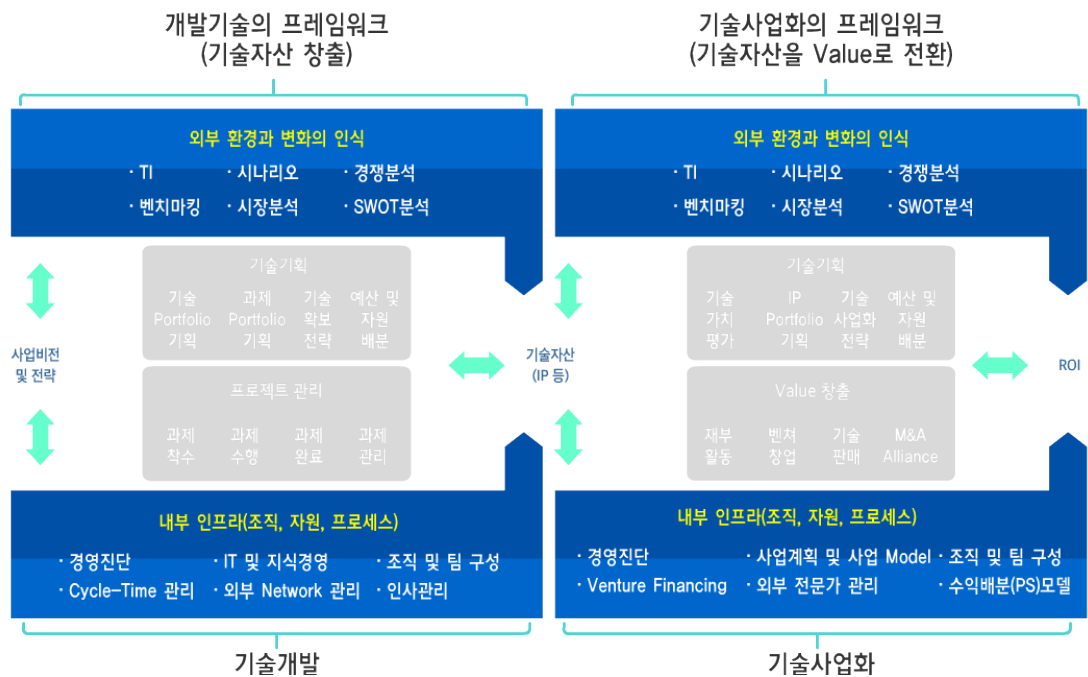 개발기술의 프레임워크
(기술자산 창출)
외부 환경과 변화의 인식
· TI · 시나리오 · 경쟁분석
· 벤치마킹 · 시장분석 · SWOT분석
기술기획
기술 과제 기술 예산 및
Portfolio Portfolio 확보 자원
기획 기획 전략 배분
사업비전
및 전략
기술자산
(IP 등)
프로젝트 관리
과제 과제 과제 과제
착수 수행 완료 관리
내부 인프라(조직, 자원, 프로세스)
· 경영진단 · IT 및 지식경영 · 조직 및 팀 구성
· Cycle-Time 관리 · 외부 Network 관리 · 인사관리
기술개발
기술사업화의 프레임워크
(기술자산을 Value로 전환)
외부 환경과 변화의 인식
· TI · 시나리오 · 경쟁분석
· 벤치마킹 · 시장분석 · SWOT분석
기술기획
기술 IP 기술 예산 및
가치 Portfolio 사업화 자원
평가 기획 전략 배분
ROI
Value 창출
재부 벤쳐 기술 M&A
활동 창업 판매 Alliance
내부 인프라(조직, 자원, 프로세스)
· 경영진단 · 사업계획 및 사업 Model · 조직 및 팀 구성
· Venture Financing · 외부 전문가 관리 · 수익배분(PS)모델
기술사업화